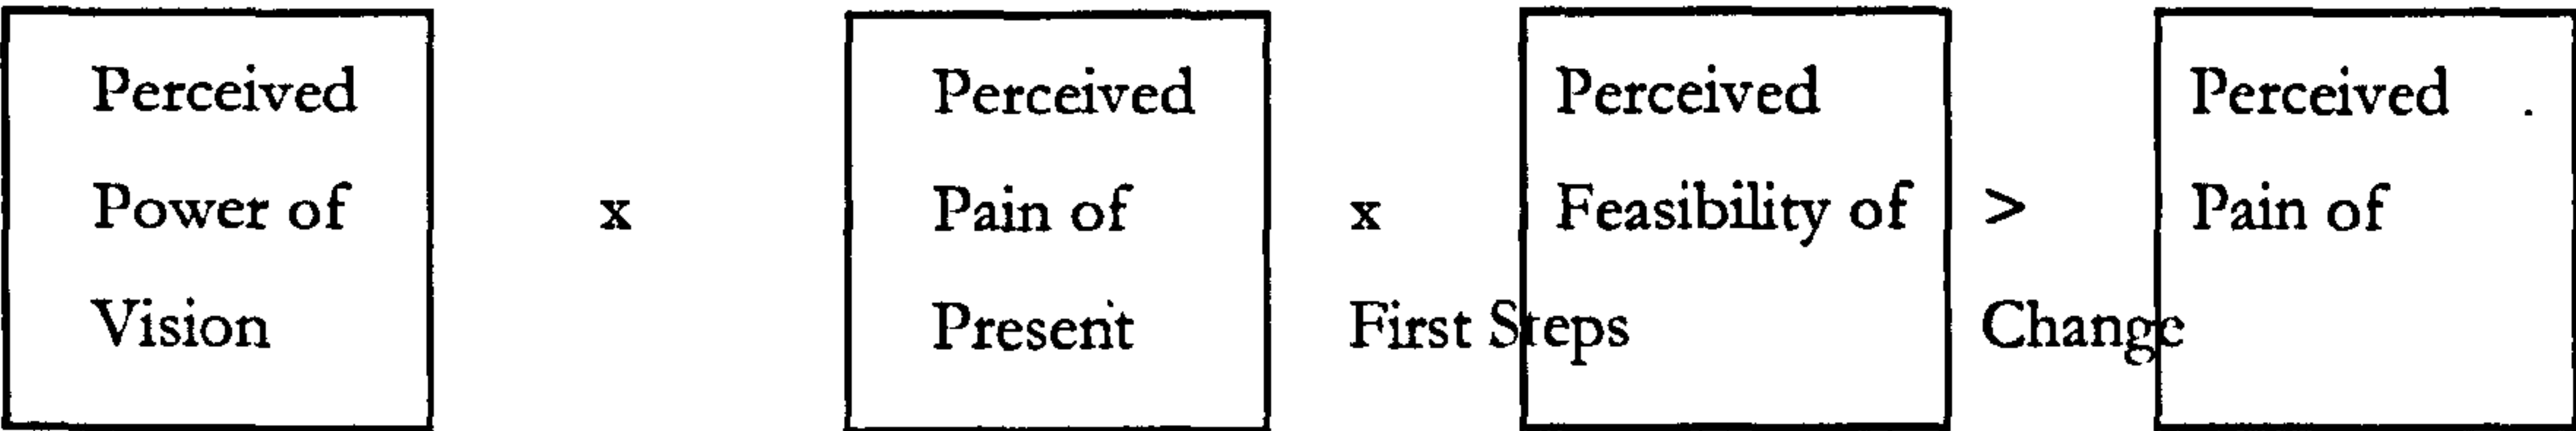 Perceived Perceived Perceived Perceived
Power of x Pain of x Feasibility of > Pain of
Vision Present First Steps Change